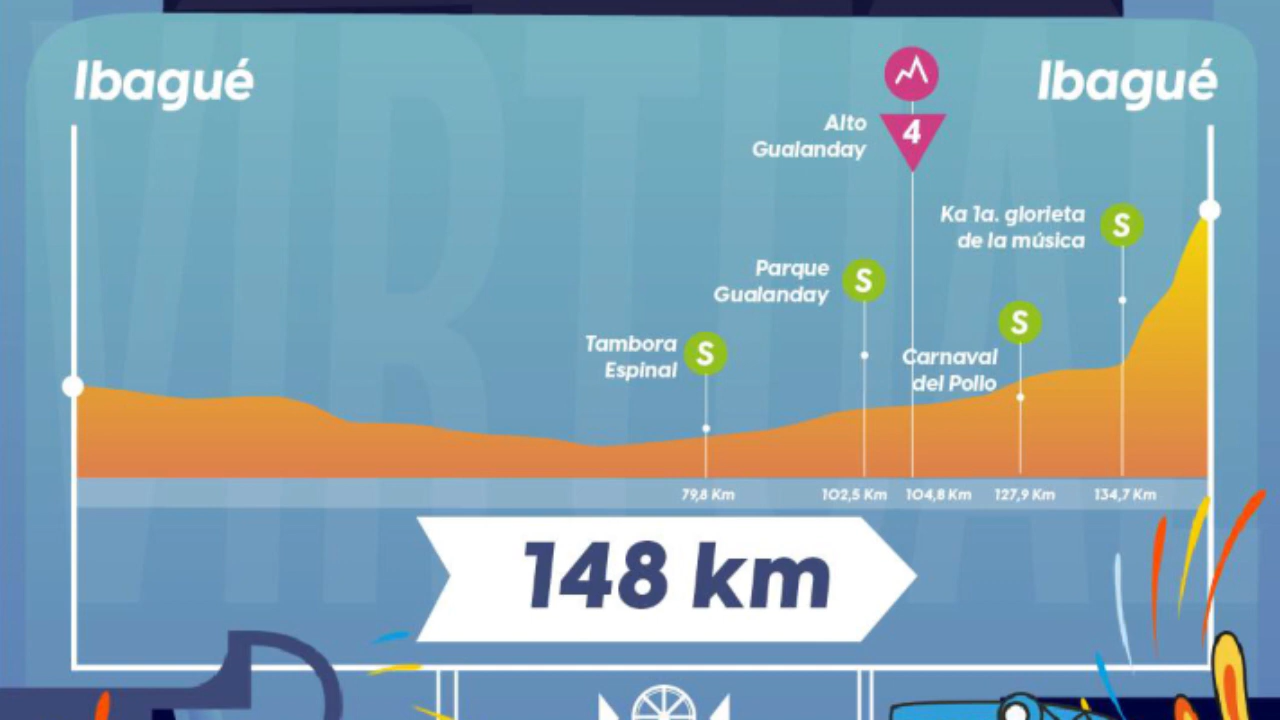 VIRTUAL
Ibagué
Ibagué
Alto
Gualanday
4
Ka 1a. glorieta
de la música
S
Parque
Gualanday
S
Tambora
Espinal
S
Carnaval
del Pollo
S
79,8 Km
102,5 Km
104,8 Km
127,9 Km
134,7 Km
148 km